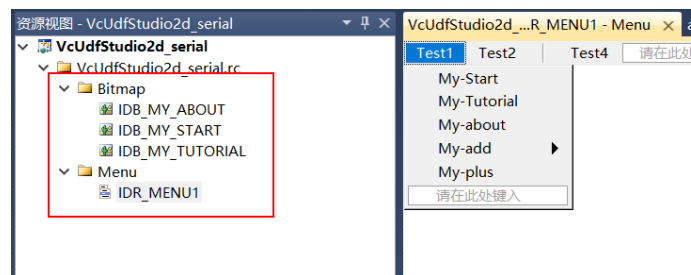 资源视图 - VcUdfStudio2d_serial
VcUdfStudio2d_serial
VcUdfStudio2d_serial.rc
Bitmap
IDB_MY_ABOUT
IDB_MY_START
IDB_MY_TUTORIAL
Menu
IDR_MENU1
VcUdfStudio2d_...R_MENU1 - Menu
Test1 Test2 Test4 请在此处
My-Start
My-Tutorial
My-about
My-add
My-plus
请在此处键入